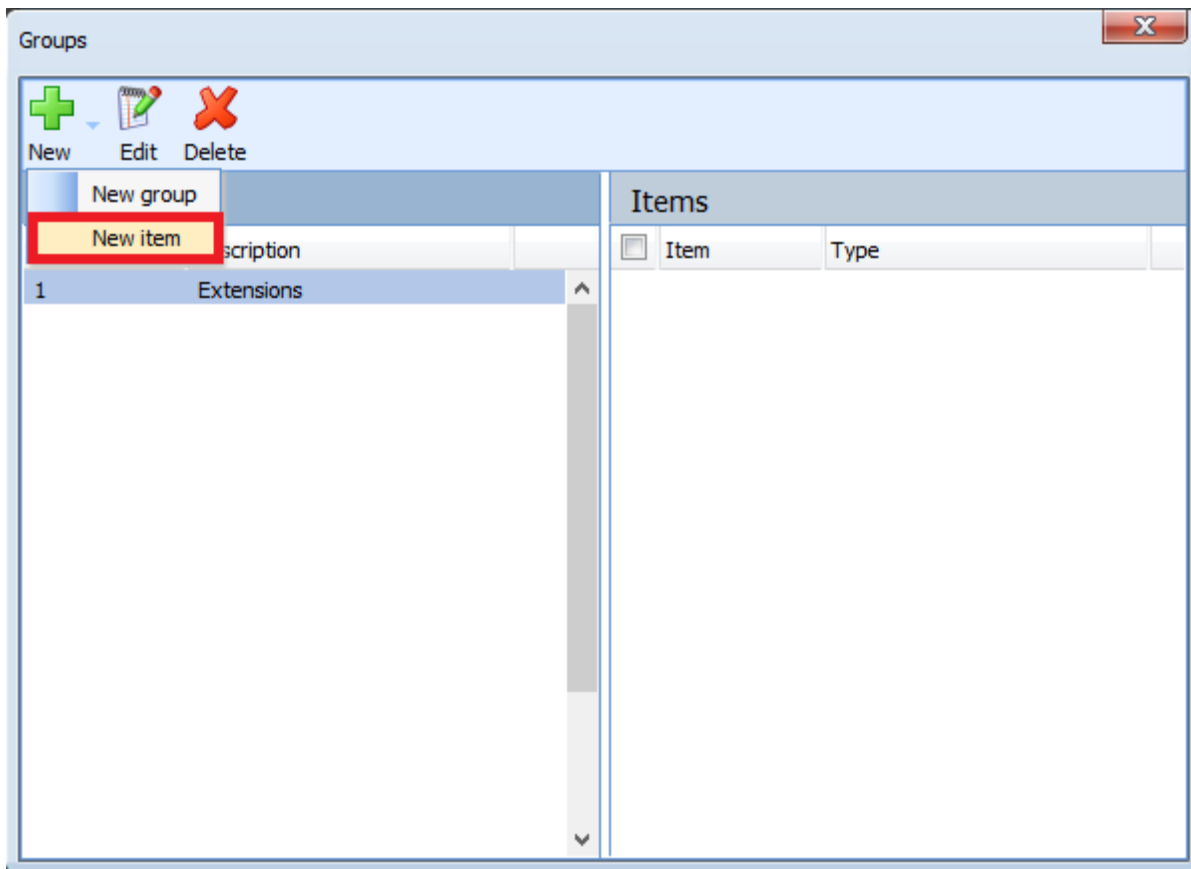 Groups
New Edit Delete
New group
Items
New item
scription
Item Type
1 Extensions